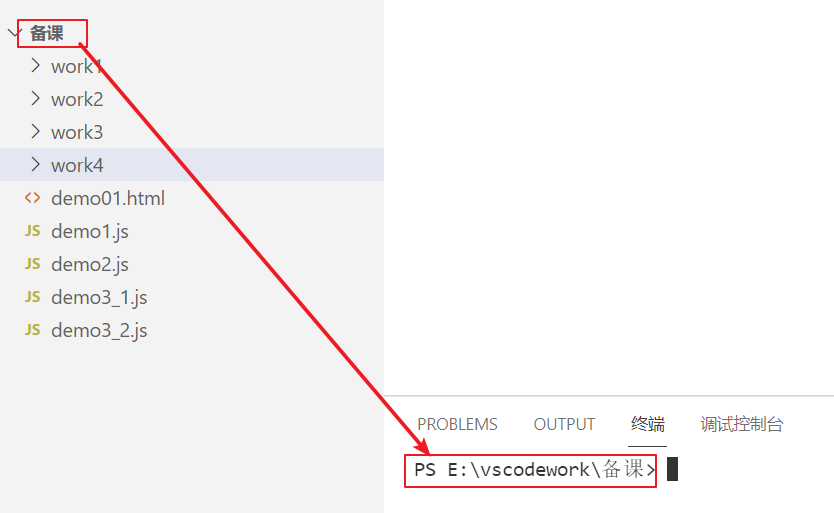 备课
work1
work2
work3
work4
<> demo01.html
JS demo1.js
JS demo2.js
JS demo3_1.js
JS demo3_2.js
PROBLEMS OUTPUT 终端 调试控制台
PS E:\vscodework\备课>